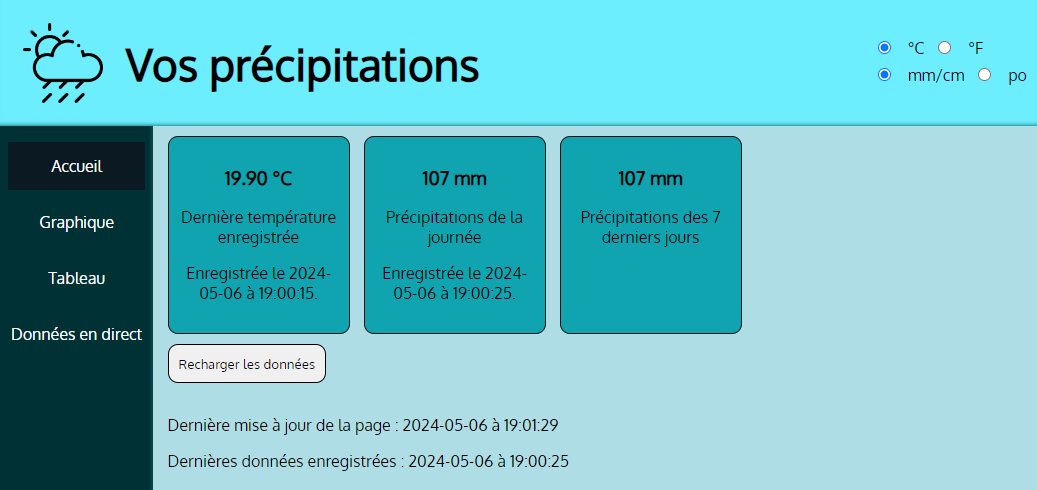 Vos précipitations
°C °F
mm/cm po
Accueil
Graphique
Tableau
Données en direct
19.90 °C
Dernière température
enregistrée
Enregistrée le 2024-
05-06 à 19:00:15.
107 mm
Précipitations de la
journée
Enregistrée le 2024-
05-06 à 19:00:25.
107 mm
Précipitations des 7
derniers jours
Recharger les données
Dernière mise à jour de la page : 2024-05-06 à 19:01:29
Dernières données enregistrées : 2024-05-06 à 19:00:25